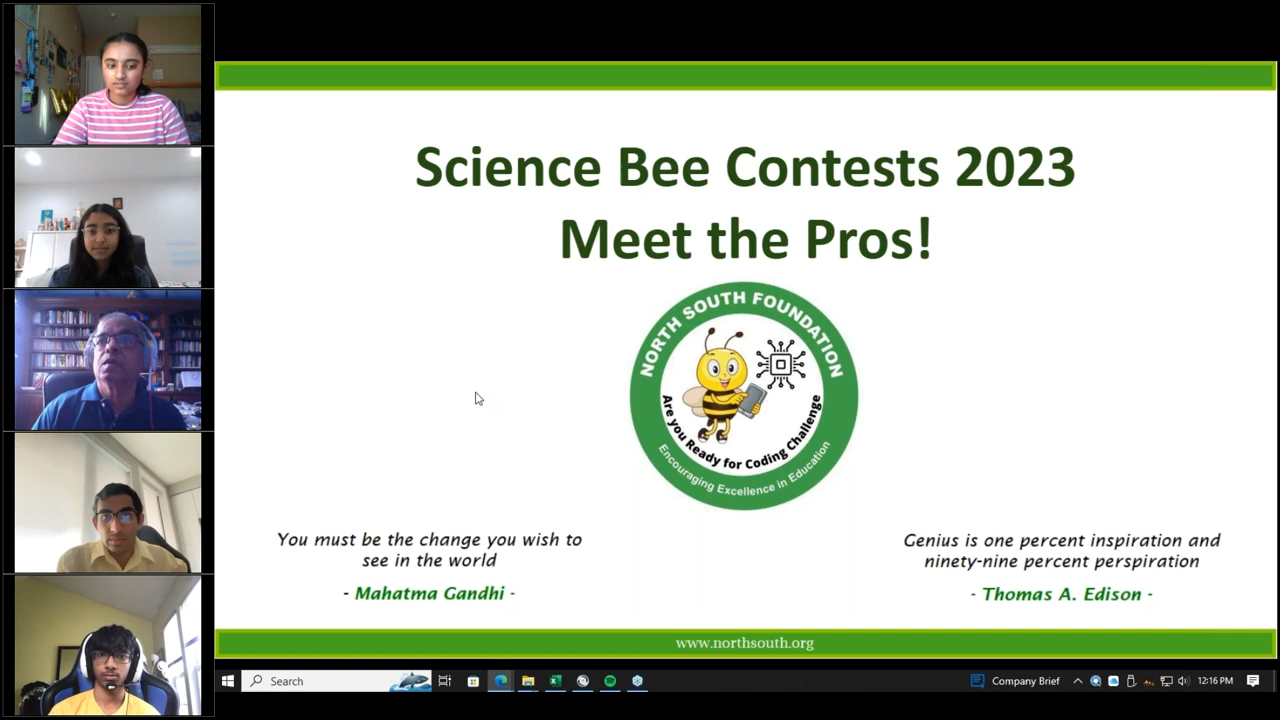 Science Bee Contests 2023
Meet the Pros!
NORTH SOUTH FOUNDATION
Are you Ready for Coding Challenge
Encouraging Excellence in Education
You must be the change you wish to
see in the world
- Mahatma Gandhi -
Genius is one percent inspiration and
ninety-nine percent perspiration
- Thomas A. Edison -
www.northsouth.org
Search
Company Brief
12:16 PM